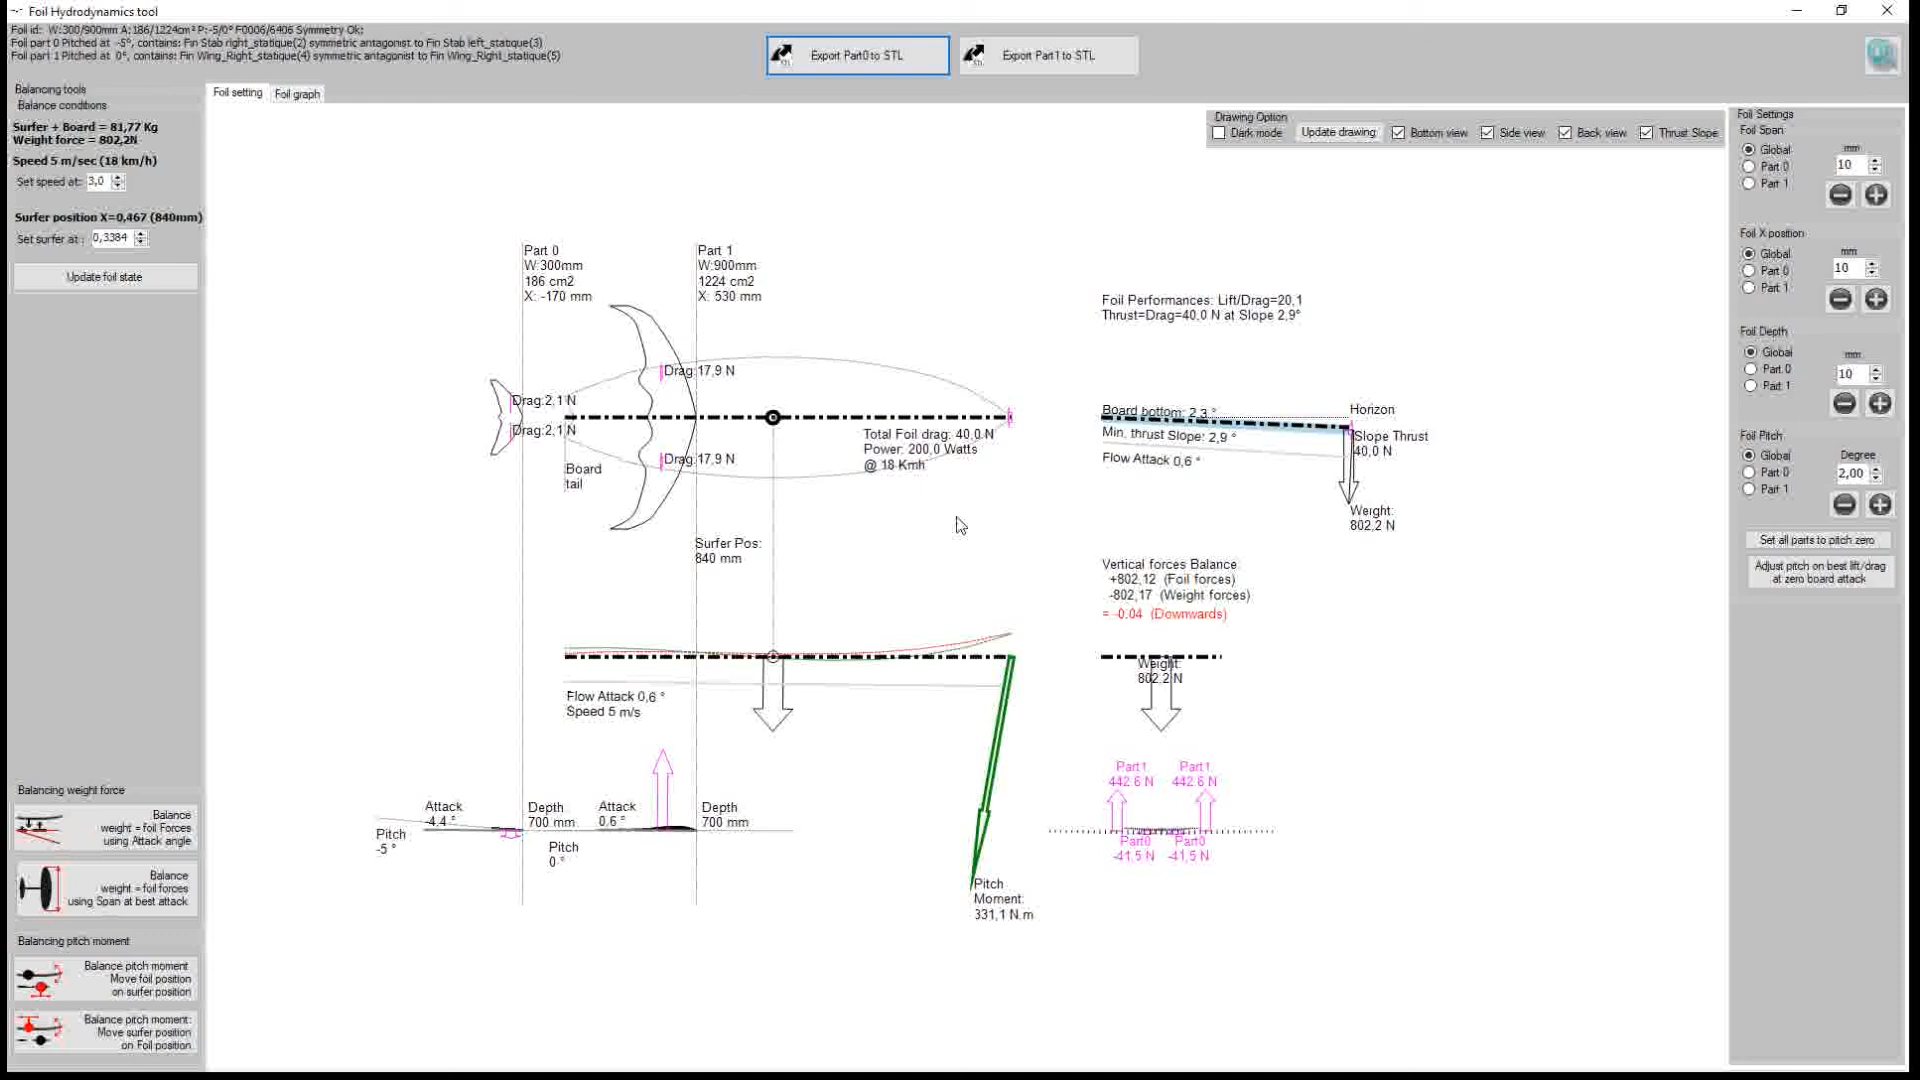 Foil Hydrodynamics tool
Foil id: W:300/900mm A:186/1224cm² P:-5/0° F0006/6406 Symmetry Ok;
Foil part 0 Pitched at -5°, contains: Fin Stab right_statique(2) symmetric antagonist to Fin Stab left_statique(3)
Foil part 1 Pitched at 0°, contains: Fin Wing_Right_statique(4) symmetric antagonist to Fin Wing_Right_statique(5)
Export Part0 to STL
Export Part1 to STL
Balancing tools
Balance conditions
Surfer + Board = 81,77 Kg
Weight force = 802,2N
Speed 5 m/sec (18 km/h)
Set speed at: 3,0
Surfer position X=0,467 (840mm)
Set surfer at : 0,3384
Update foil state
Balancing weight force
Balance
weight = foil Forces
using Attack angle
Balance
weight = foil forces
using Span at best attack
Balancing pitch moment
Balance pitch moment
Move foil position
on surfer position
Balance pitch moment:
Move surfer position
on Foil position
Foil setting
Foil graph
Drawing Option
Dark mode
Update drawing
Bottom view
Side view
Back view
Thrust Slope
Part 0
W:300mm
186 cm2
X: -170 mm
Part 1
W:900mm
1224 cm2
X: 530 mm
Drag:17,9 N
Drag:2,1 N
Drag:2,1 N
Drag:17,9 N
Board
tail
Total Foil drag: 40,0 N
Power: 200,0 Watts
@ 18 Kmh
Surfer Pos:
840 mm
Foil Performances: Lift/Drag=20,1
Thrust=Drag=40,0 N at Slope 2,9°
Board bottom: 2,3 °
Horizon
Min. thrust Slope: 2,9 °
Slope Thrust
40,0 N
Flow Attack 0,6 °
Weight:
802,2 N
Vertical forces Balance:
+802,12 (Foil forces)
-802,17 (Weight forces)
= -0.04 (Downwards)
Weight:
802,2 N
Flow Attack 0,6 °
Speed 5 m/s
Attack
-4.4 °
Pitch
-5 °
Depth
700 mm
Pitch
0 °
Attack
0.6 °
Depth
700 mm
Pitch
Moment:
331,1 N.m
Part1
442.6 N
Part1
442.6 N
Part0
-41,5 N
Part0
-41,5 N
Foil Settings
Foil Span
Global
Part 0
Part 1
mm
10
Foil X position
Global
Part 0
Part 1
mm
10
Foil Depth
Global
Part 0
Part 1
mm
10
Foil Pitch
Global
Part 0
Part 1
Degree
2,00
Set all parts to pitch zero
Adjust pitch on best lift/drag
at zero board attack